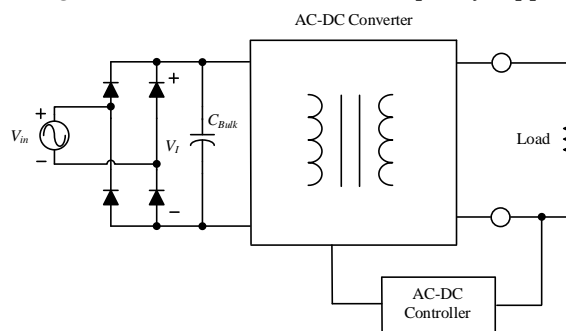 AC-DC Converter
+
V_in
−
+
V_I
−
C_Bulk
Load
AC-DC
Controller